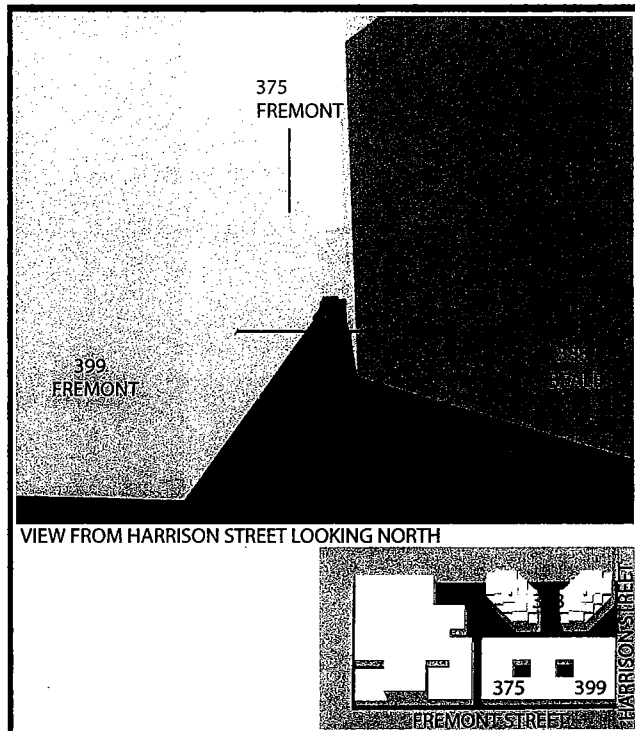 375
FREMONT
399
FREMONT
VIEW FROM HARRISON STREET LOOKING NORTH
HARRISON STREET
375
399
FREMONT STREET